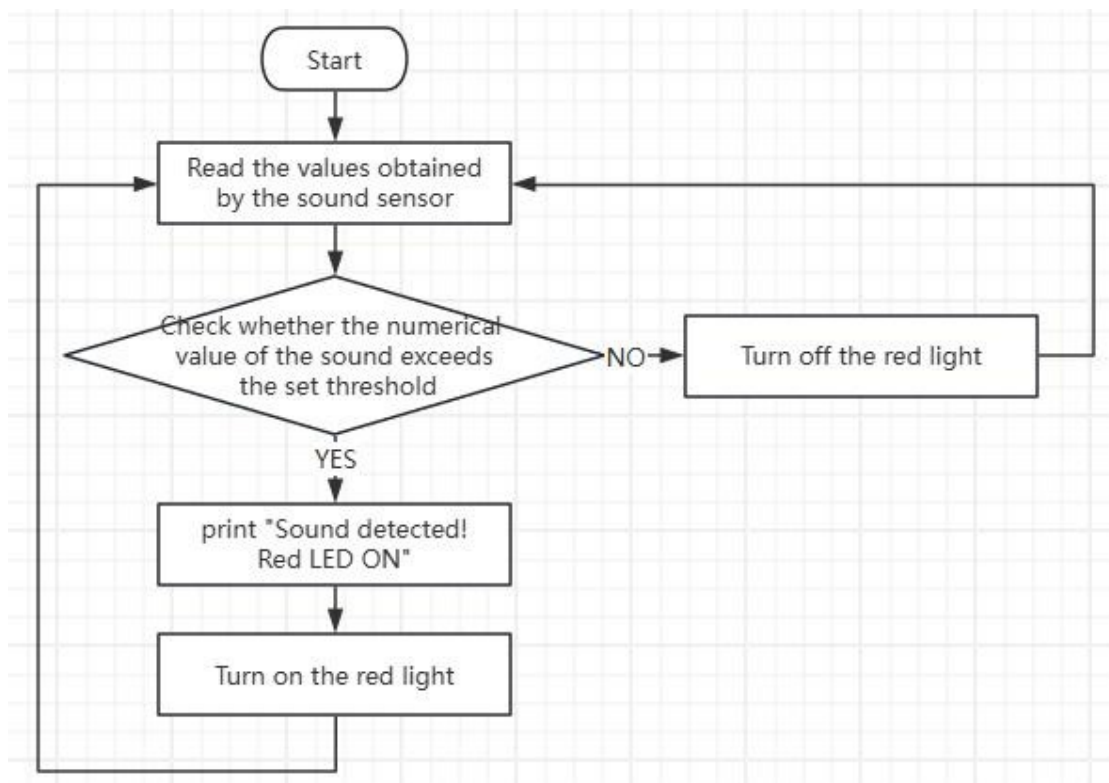 Start
Read the values obtained
by the sound sensor
Check whether the numerical
value of the sound exceeds
the set threshold
NO
Turn off the red light
YES
print "Sound detected!
Red LED ON"
Turn on the red light